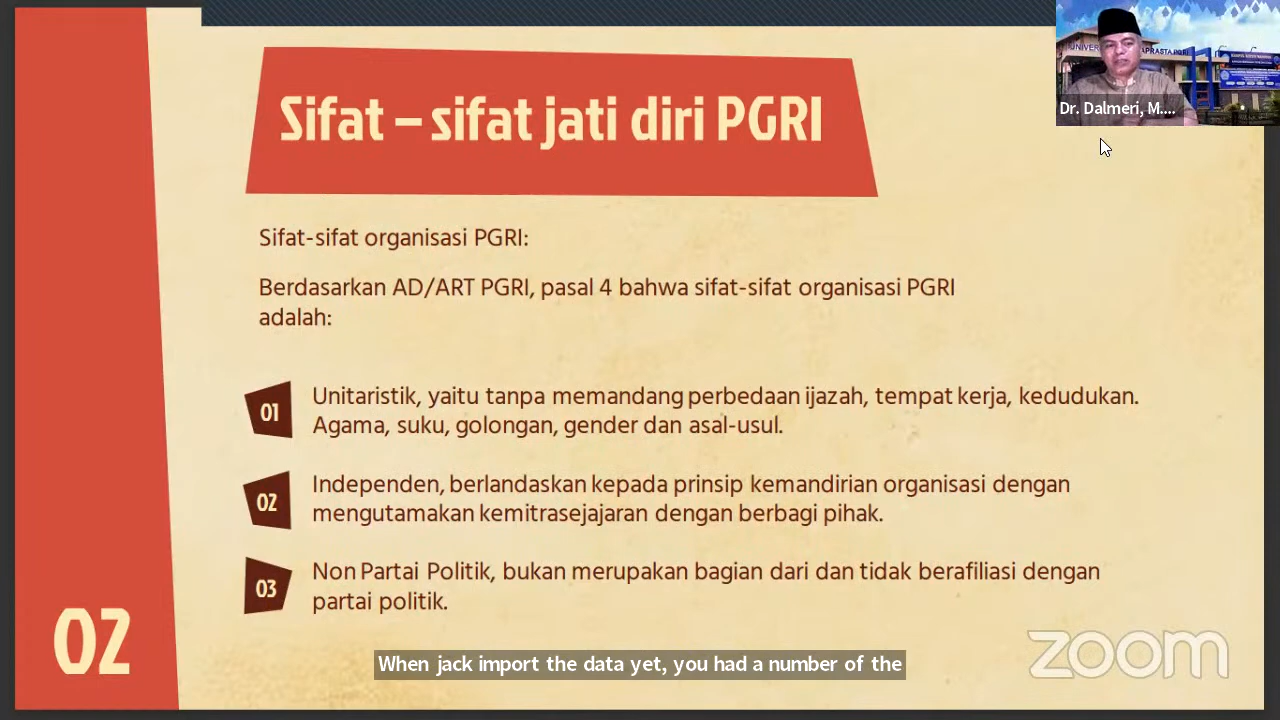 Sifat – sifat jati diri PGRI
UNIVER
APRASTA PGRI
Dr. Dalmeri, M....
Sifat-sifat organisasi PGRI:
Berdasarkan AD/ART PGRI, pasal 4 bahwa sifat-sifat organisasi PGRI
adalah:
01
Unitaristik, yaitu tanpa memandang perbedaan ijazah, tempat kerja, kedudukan.
Agama, suku, golongan, gender dan asal-usul.
02
Independen, berlandaskan kepada prinsip kemandirian organisasi dengan
mengutamakan kemitrasejajaran dengan berbagi pihak.
03
Non Partai Politik, bukan merupakan bagian dari dan tidak berafiliasi dengan
partai politik.
02
When jack import the data yet, you had a number of the
zoom